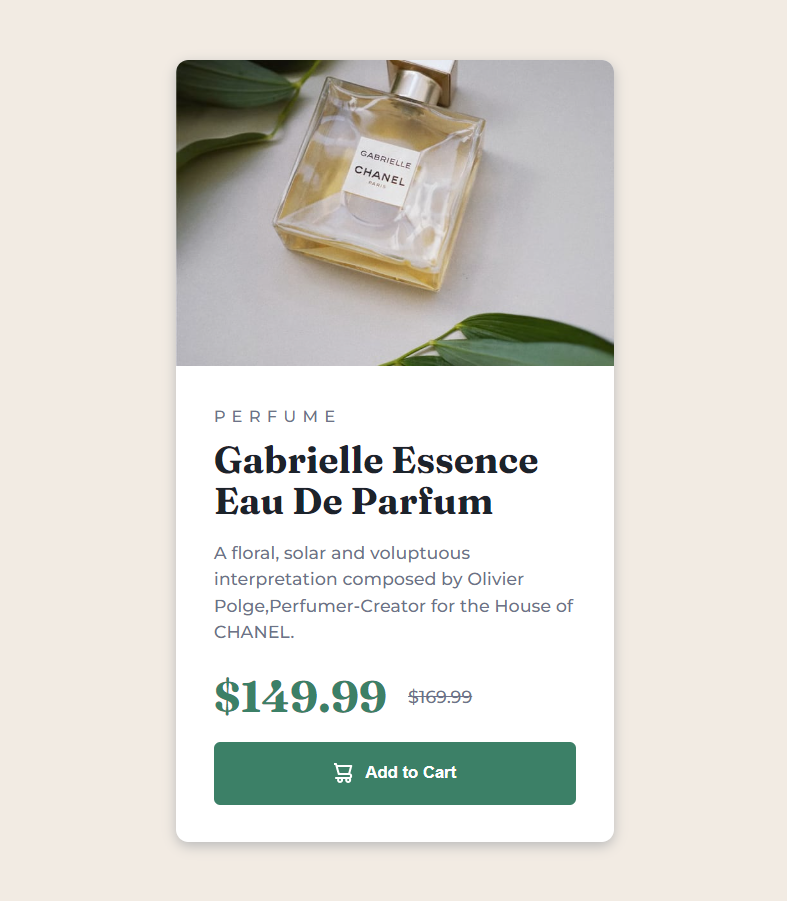 GABRIELLE
CHANEL
PARIS
PERFUME
Gabrielle Essence
Eau De Parfum
A floral, solar and voluptuous
interpretation composed by Olivier
Polge,Perfumer-Creator for the House of
CHANEL.
$149.99 $169.99
Add to Cart